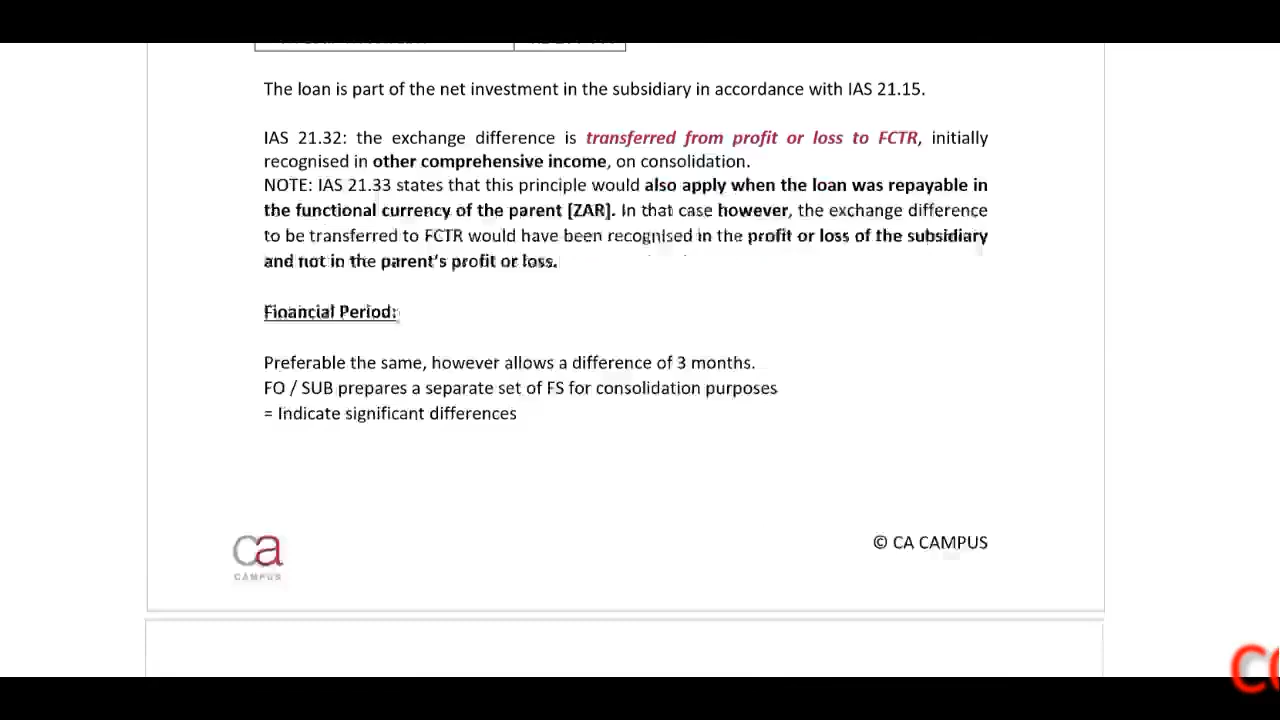 The loan is part of the net investment in the subsidiary in accordance with IAS 21.15.
IAS 21.32: the exchange difference is transferred from profit or loss to FCTR, initially
recognised in other comprehensive income, on consolidation.
NOTE: IAS 21.33 states that this principle would also apply when the loan was repayable in
the functional currency of the parent [ZAR]. In that case however, the exchange difference
to be transferred to FCTR would have been recognised in the profit or loss of the subsidiary
and not in the parent's profit or loss.
Financial Period:
Preferable the same, however allows a difference of 3 months.
FO / SUB prepares a separate set of FS for consolidation purposes
= Indicate significant differences
ca
CAMPUS
© CA CAMPUS